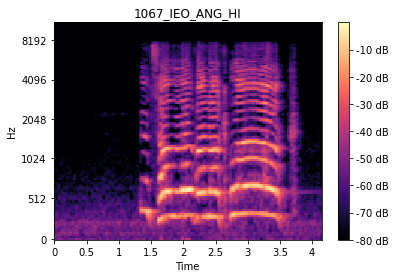 1067_IEO_ANG_HI
8192
4096
2048
1024
512
0
Hz
0 0.5 1 1.5 2 2.5 3 3.5 4
Time
-10 dB
-20 dB
-30 dB
-40 dB
-50 dB
-60 dB
-70 dB
-80 dB